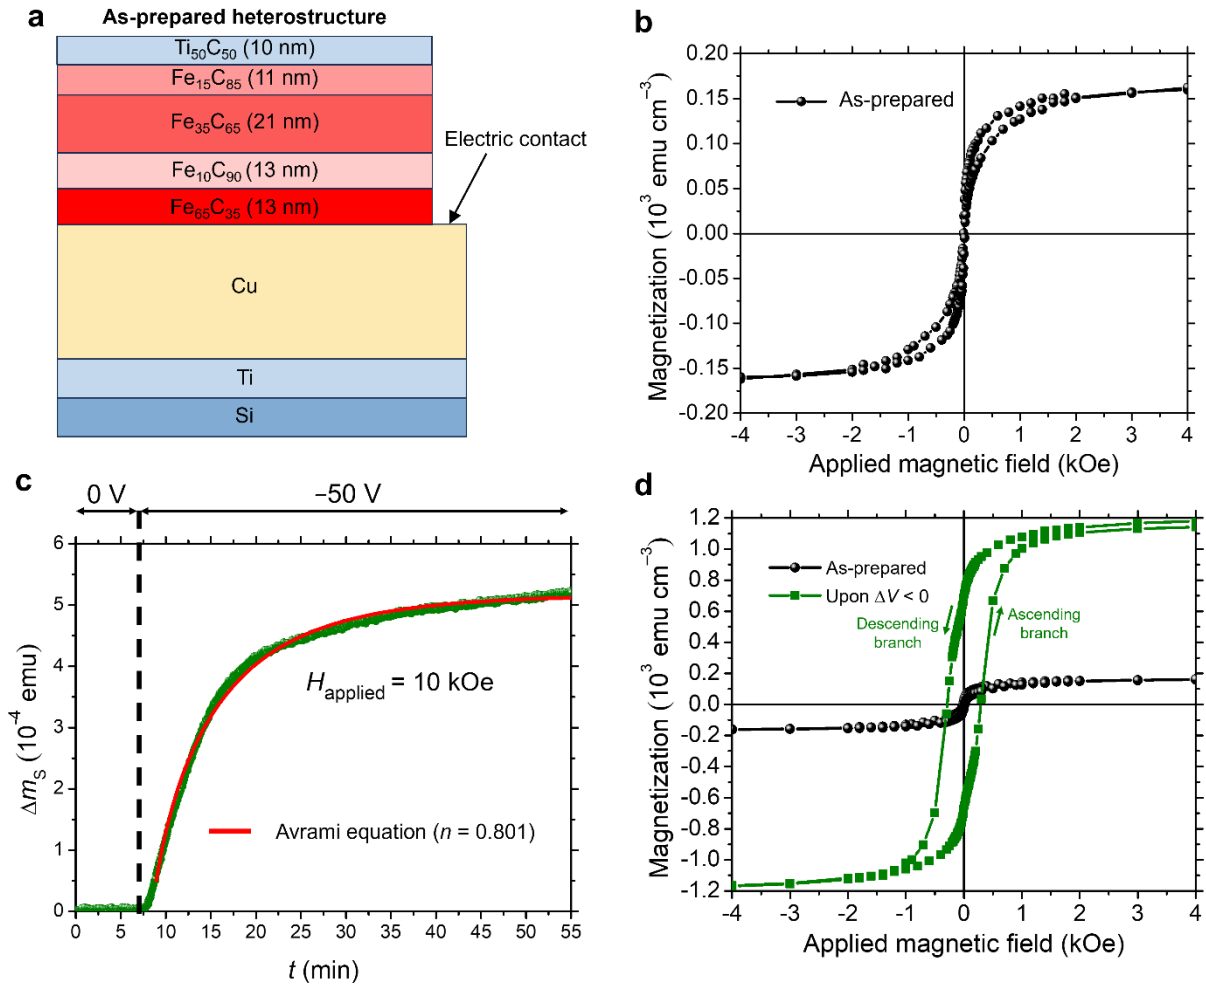 a
As-prepared heterostructure
Ti50C50 (10 nm)
Fe15C85 (11 nm)
Fe35C65 (21 nm)
Fe10C90 (13 nm)
Fe65C35 (13 nm)
Electric contact
Cu
Ti
Si
b
0.20
0.15
0.10
0.05
0.00
-0.05
-0.10
-0.15
-0.20
Magnetization (10³ emu cm⁻³)
As-prepared
-4 -3 -2 -1 0 1 2 3 4
Applied magnetic field (kOe)
c
0 V
−50 V
6
5
4
3
2
1
0
ΔmS (10⁻⁴ emu)
Happlied = 10 kOe
Avrami equation (n = 0.801)
0 5 10 15 20 25 30 35 40 45 50 55
t (min)
d
1.2
1.0
0.8
0.6
0.4
0.2
0.0
-0.2
-0.4
-0.6
-0.8
-1.0
-1.2
Magnetization (10³ emu cm⁻³)
As-prepared
Upon ΔV < 0
Descending
branch
Ascending
branch
-4 -3 -2 -1 0 1 2 3 4
Applied magnetic field (kOe)